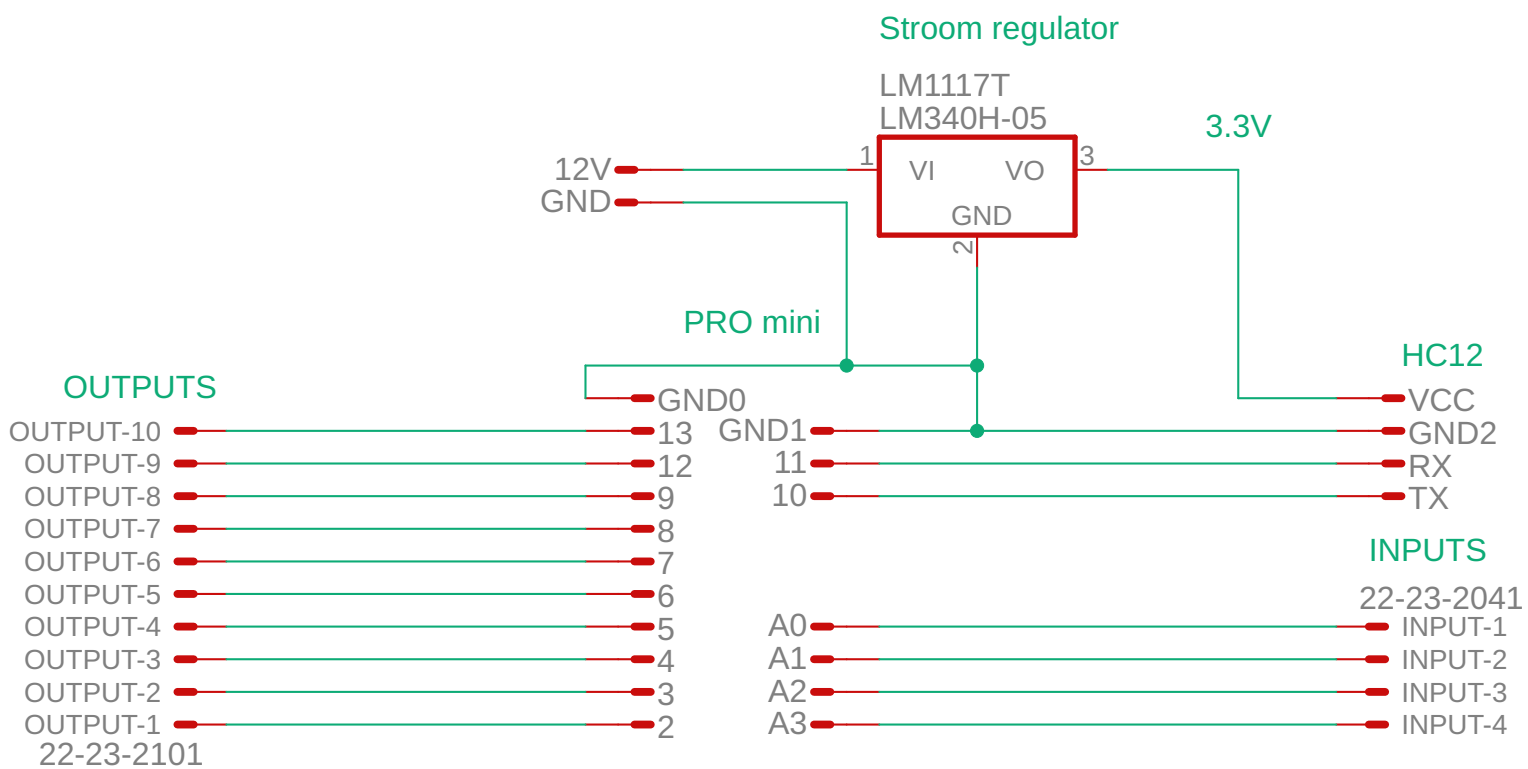 Stroom regulator
LM1117T
LM340H-05
3.3V
12V
GND
1
VI
VO
3
GND
2
PRO mini
HC12
OUTPUTS
OUTPUT-10
OUTPUT-9
OUTPUT-8
OUTPUT-7
OUTPUT-6
OUTPUT-5
OUTPUT-4
OUTPUT-3
OUTPUT-2
OUTPUT-1
22-23-2101
GND0
13
12
9
8
7
6
5
4
3
2
GND1
11
10
A0
A1
A2
A3
VCC
GND2
RX
TX
INPUTS
22-23-2041
INPUT-1
INPUT-2
INPUT-3
INPUT-4